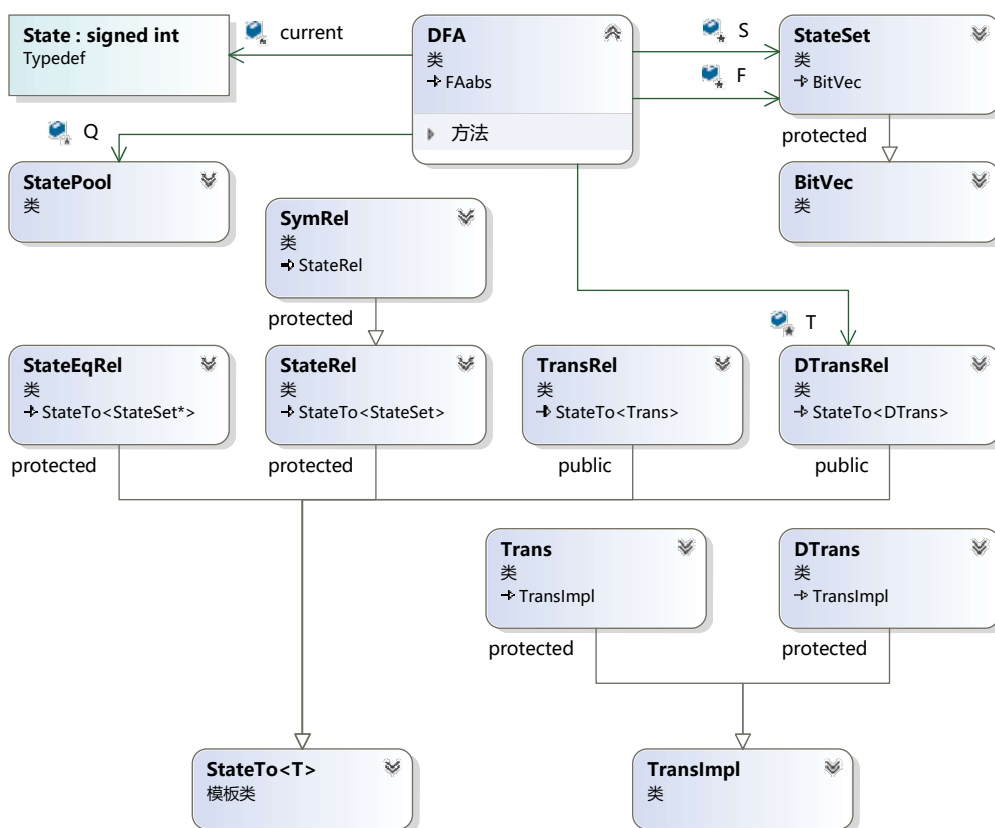 State : signed int
Typedef
current
DFA
类
FAabs
方法
S
F
StateSet
类
BitVec
Q
protected
StatePool
类
BitVec
类
SymRel
类
StateRel
protected
T
StateEqRel
类
StateTo<StateSet*>
StateRel
类
StateTo<StateSet>
TransRel
类
StateTo<Trans>
DTransRel
类
StateTo<DTrans>
protected
protected
public
public
Trans
类
TransImpl
DTrans
类
TransImpl
protected
protected
StateTo<T>
模板类
TransImpl
类